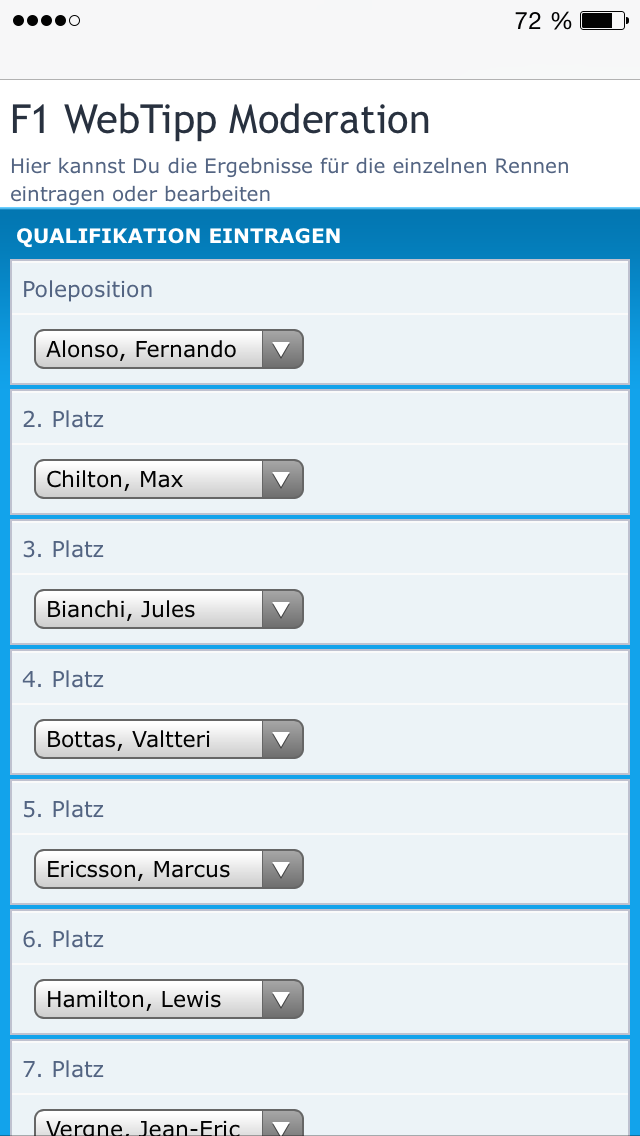 72 %
F1 WebTipp Moderation
Hier kannst Du die Ergebnisse für die einzelnen Rennen
eintragen oder bearbeiten
QUALIFIKATION EINTRAGEN
Poleposition
Alonso, Fernando
2. Platz
Chilton, Max
3. Platz
Bianchi, Jules
4. Platz
Bottas, Valtteri
5. Platz
Ericsson, Marcus
6. Platz
Hamilton, Lewis
7. Platz
Vergne, Jean-Eric